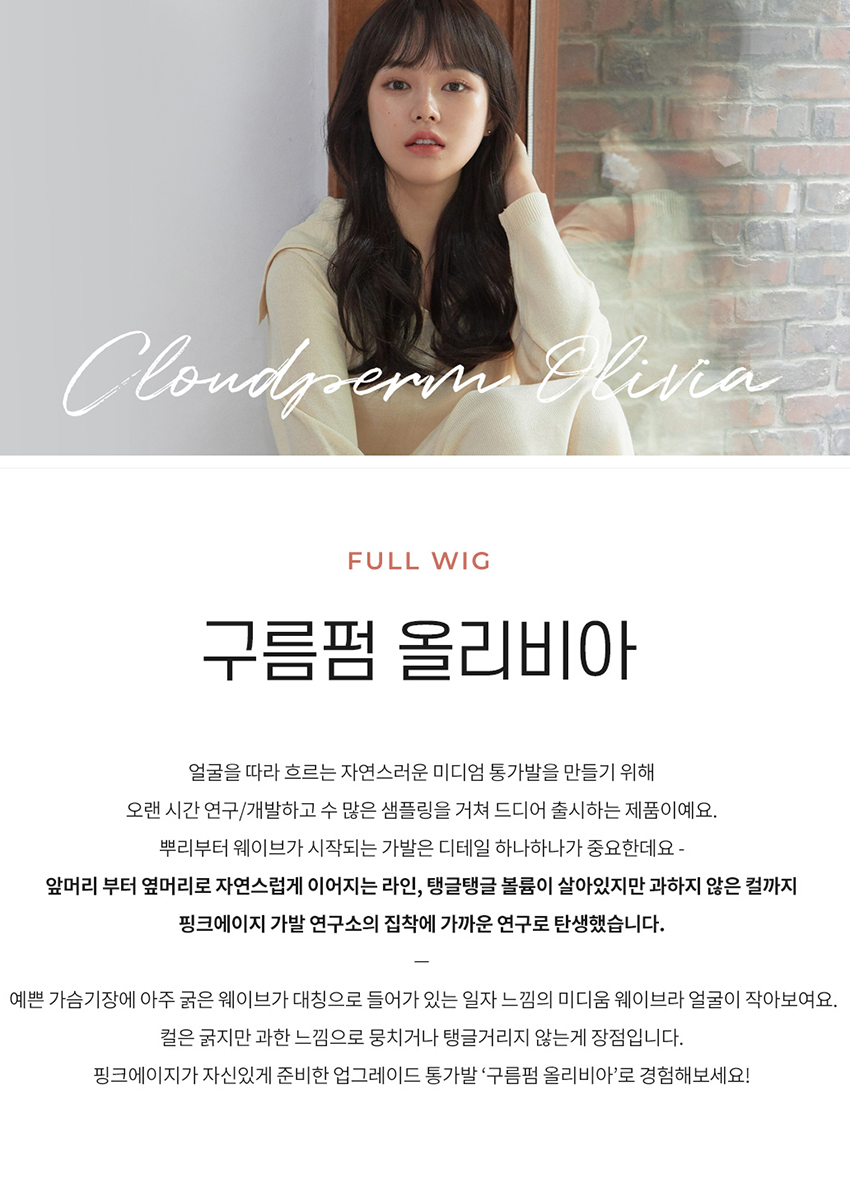 Cloudperm Olivia
FULL WIG
구름펌 올리비아
얼굴을 따라 흐르는 자연스러운 미디엄 통가발을 만들기 위해
오랜 시간 연구/개발하고 수 많은 샘플링을 거쳐 드디어 출시하는 제품이예요.
뿌리부터 웨이브가 시작되는 가발은 디테일 하나하나가 중요한데요 -
앞머리 부터 옆머리로 자연스럽게 이어지는 라인, 탱글탱글 볼륨이 살아있지만 과하지 않은 컬까지
핑크에이지 가발 연구소의 집착에 가까운 연구로 탄생했습니다.
—
예쁜 가슴기장에 아주 굵은 웨이브가 대칭으로 들어가 있는 일자 느낌의 미디움 웨이브라 얼굴이 작아보여요.
컬은 굵지만 과한 느낌으로 뭉치거나 탱글거리지 않는게 장점입니다.
핑크에이지가 자신있게 준비한 업그레이드 통가발 ‘구름펌 올리비아’로 경험해보세요!